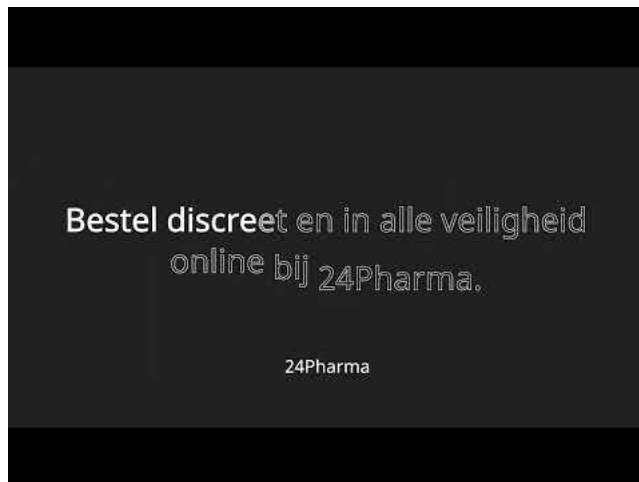 Bestel discreet en in alle veiligheid
online bij 24Pharma.
24Pharma